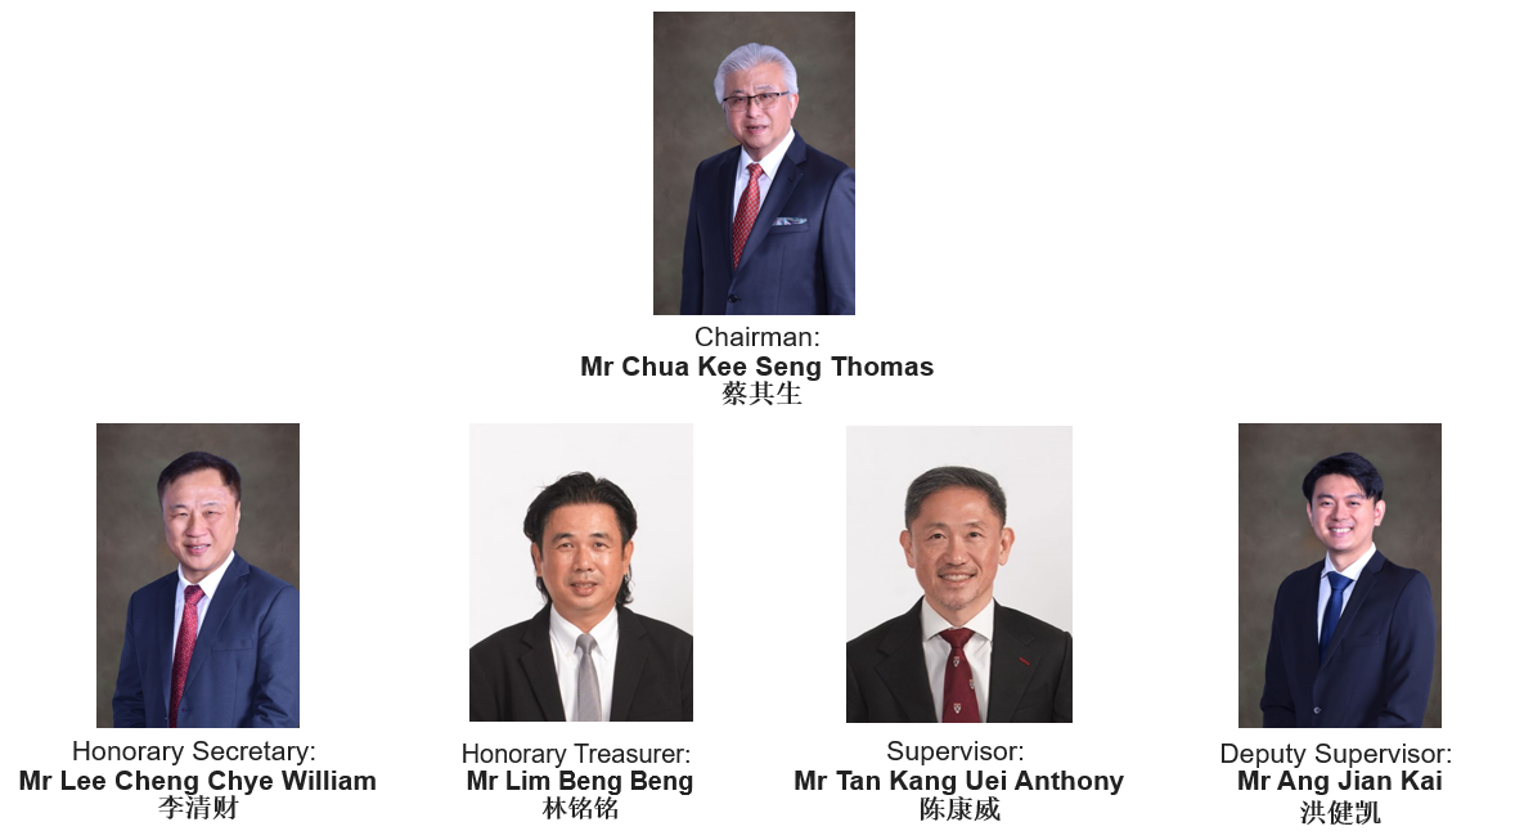 Chairman:
Mr Chua Kee Seng Thomas
蔡其生
Honorary Secretary:
Mr Lee Cheng Chye William
李清财
Honorary Treasurer:
Mr Lim Beng Beng
林铭铭
Supervisor:
Mr Tan Kang Uei Anthony
陈康威
Deputy Supervisor:
Mr Ang Jian Kai
洪健凯